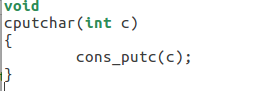 void
cputchar(int c)
{
        cons_putc(c);
}